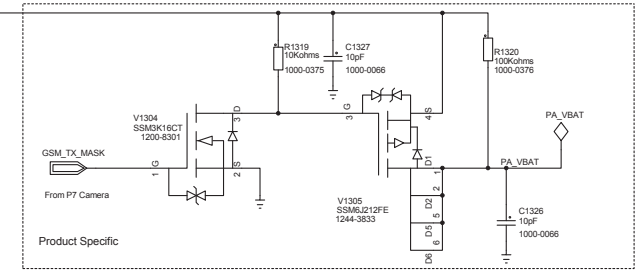 R1319
10Kohms
1000-0375
C1327
10pF
1000-0066
R1320
100Kohms
1000-0376
V1304
SSM3K16CT
1200-8301
D
3
G
1
2
S
G
3
4
S
GSM_TX_MASK
From P7 Camera
PA_VBAT
PA_VBAT
D1
1
2
D2
5
D5
6
D6
V1305
SSM6J212FE
1244-3833
C1326
10pF
1000-0066
Product Specific